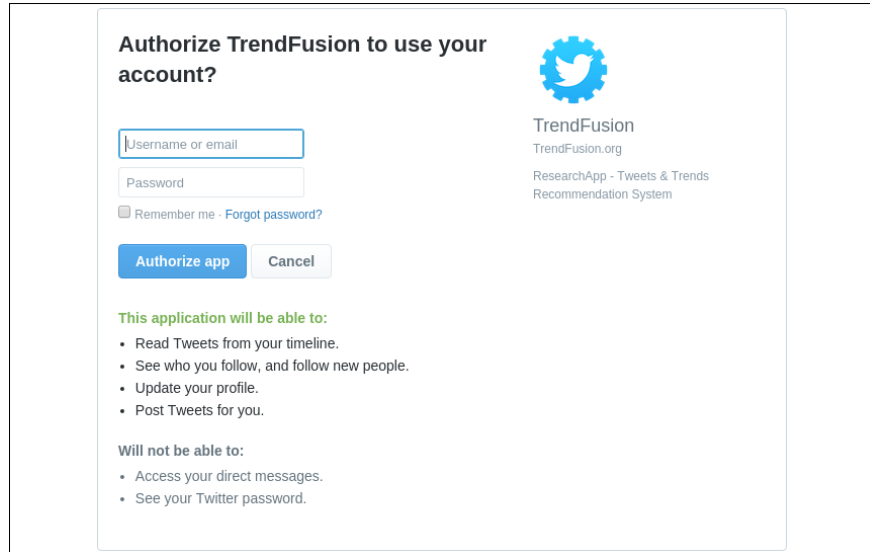 Authorize TrendFusion to use your
account?
Username or email
Password
Remember me · Forgot password?
Authorize app
Cancel
This application will be able to:
• Read Tweets from your timeline.
• See who you follow, and follow new people.
• Update your profile.
• Post Tweets for you.
Will not be able to:
• Access your direct messages.
• See your Twitter password.
TrendFusion
TrendFusion.org
ResearchApp - Tweets & Trends
Recommendation System